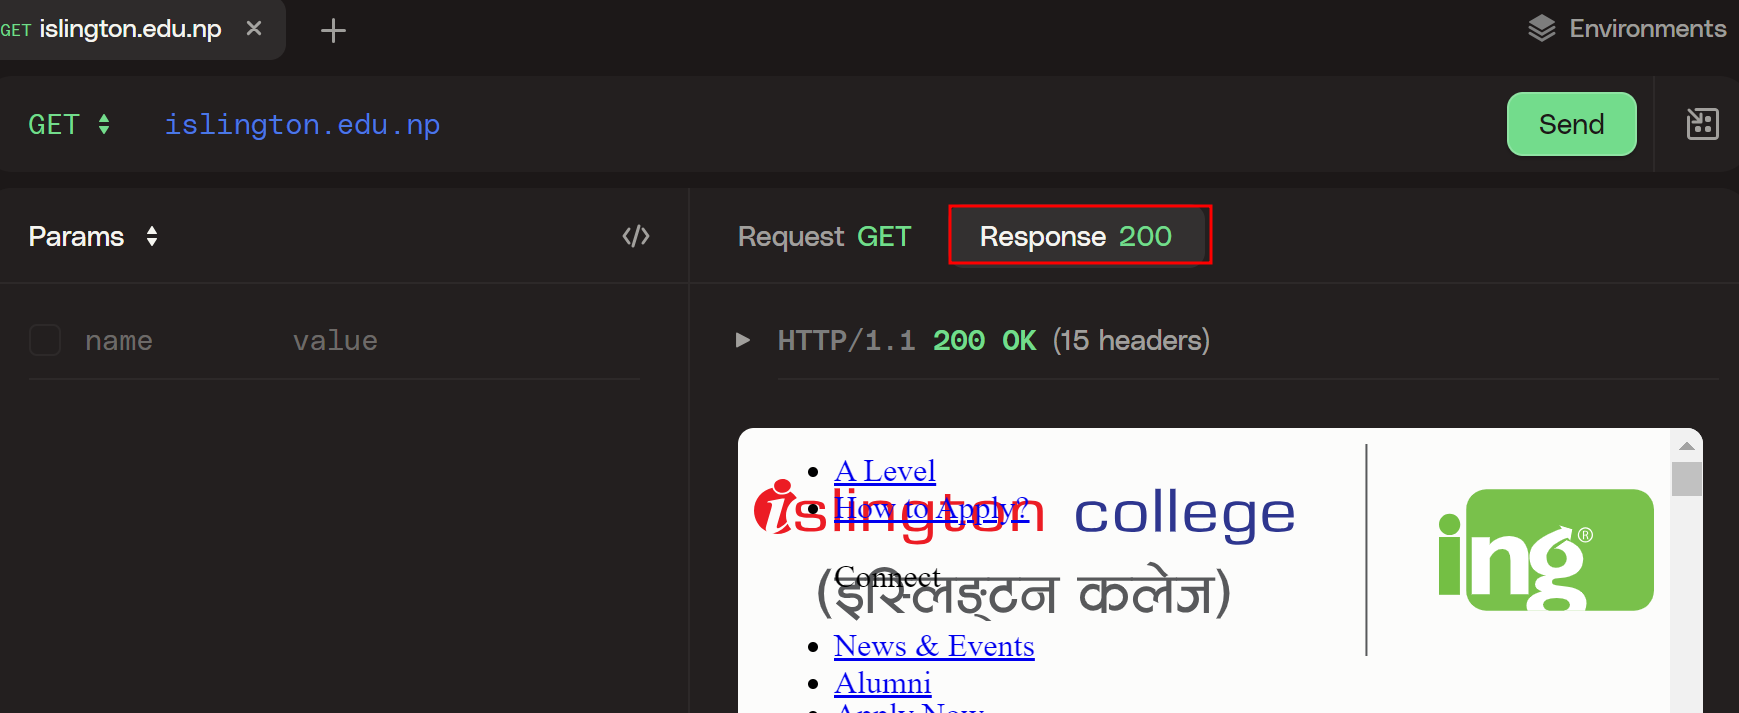 GET islington.edu.np
Environments
GET islington.edu.np Send
Params
Request GET Response 200
name value
HTTP/1.1 200 OK (15 headers)
A Level
islington college
How to Apply?
ing®
Connect
(इस्लिङ्टन कलेज)
News & Events
Alumni
Apply Now